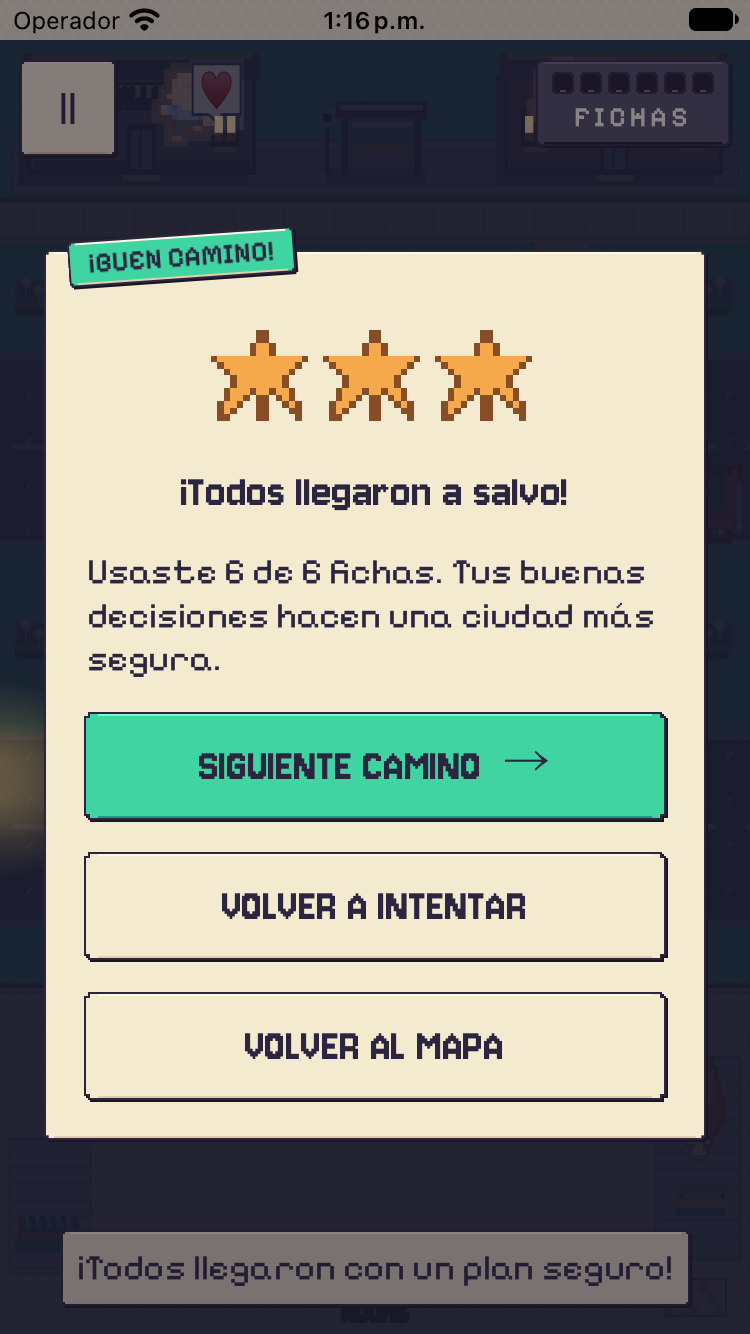 Operador
1:16 p.m.
FICHAS
¡BUEN CAMINO!
¡Todos llegaron a salvo!
Usaste 6 de 6 fichas. Tus buenas
decisiones hacen una ciudad más
segura.
SIGUIENTE CAMINO →
VOLVER A INTENTAR
VOLVER AL MAPA
¡Todos llegaron con un plan seguro!